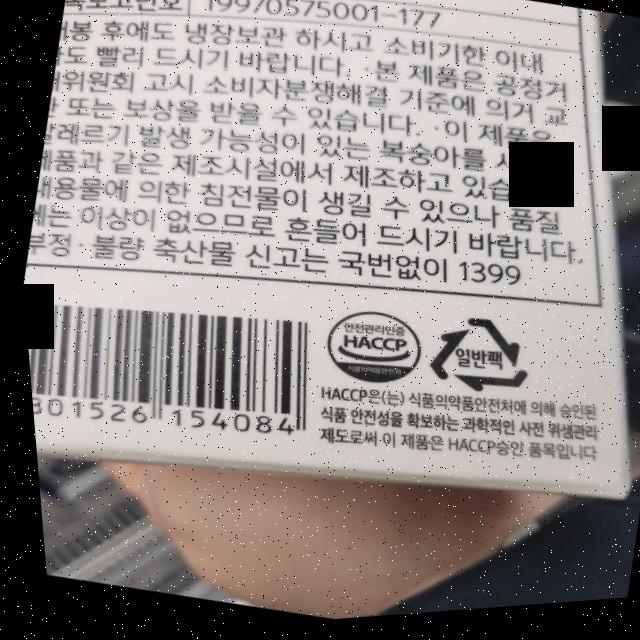 19970575001-177
후에도 냉장보관 하시고 소비기한 이내
빨리 드시기 바랍니다. 본 제품은 공정거
위원회 고시 소비자분쟁해결 기준에 의거 교
또는 보상을 받을 수 있습니다. ·이 제품은
알레르기 발생 가능성이 있는 복숭아를
제품과 같은 제조시설에서 제조하고 있습
내용물에 의한 침전물이 생길 수 있으나 품질
에는 이상이 없으므로 흔들어 드시기 바랍니다.
부정·불량 축산물 신고는 국번없이 1399
안전관리인증
HACCP
식품의약품안전처
일반팩
801526 154084
HACCP은(는) 식품의약품안전처에 의해 승인된
식품 안전성을 확보하는 과학적인 사전 위생관리
제도로써 이 제품은 HACCP승인 품목입니다